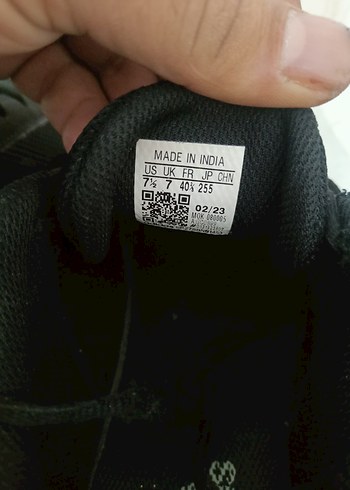 MADE IN INDIA
US UK FR JP CHN
7½ 7 40⅔ 255
02/23